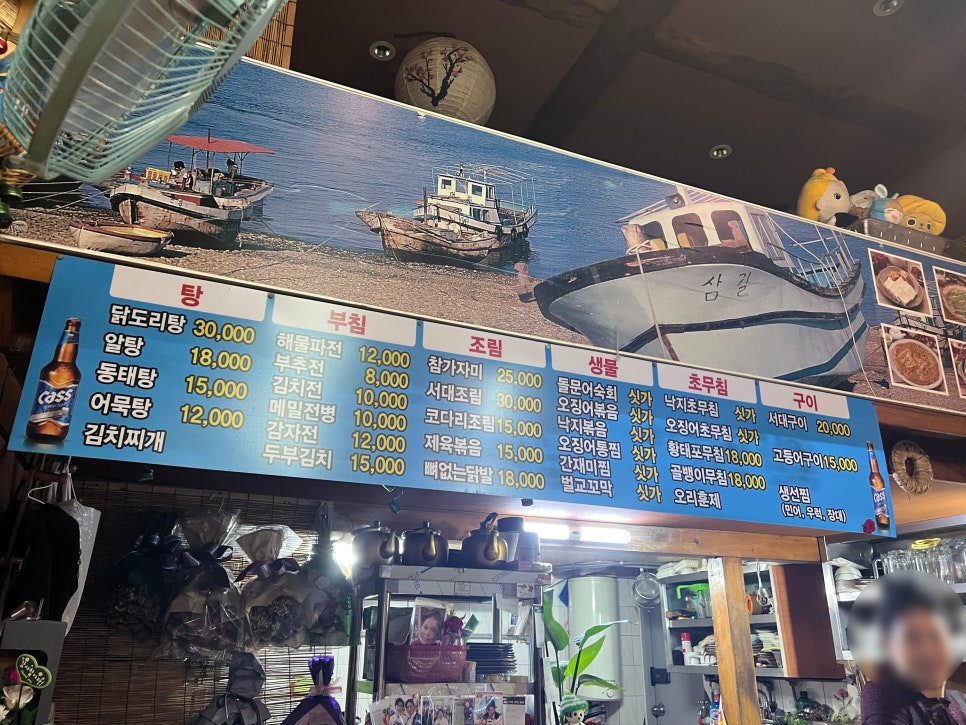 삼길
탕
닭도리탕 30,000
알탕 18,000
동태탕 15,000
어묵탕 12,000
김치찌개
부침
해물파전 12,000
부추전 8,000
김치전 10,000
메밀전병 10,000
감자전 12,000
두부김치 15,000
조림
참가자미 25,000
서대조림 30,000
코다리조림 15,000
제육볶음 15,000
뼈없는닭발 18,000
생물
돌문어숙회 싯가
오징어볶음 싯가
낙지볶음 싯가
오징어통찜 싯가
간재미찜 싯가
벌교꼬막 싯가
초무침
낙지초무침 싯가
오징어초무침 싯가
황태포무침 18,000
골뱅이무침 18,000
오리훈제
구이
서대구이 20,000
고등어구이 15,000
생선찜
(민어, 우럭, 장대)
cass
cass